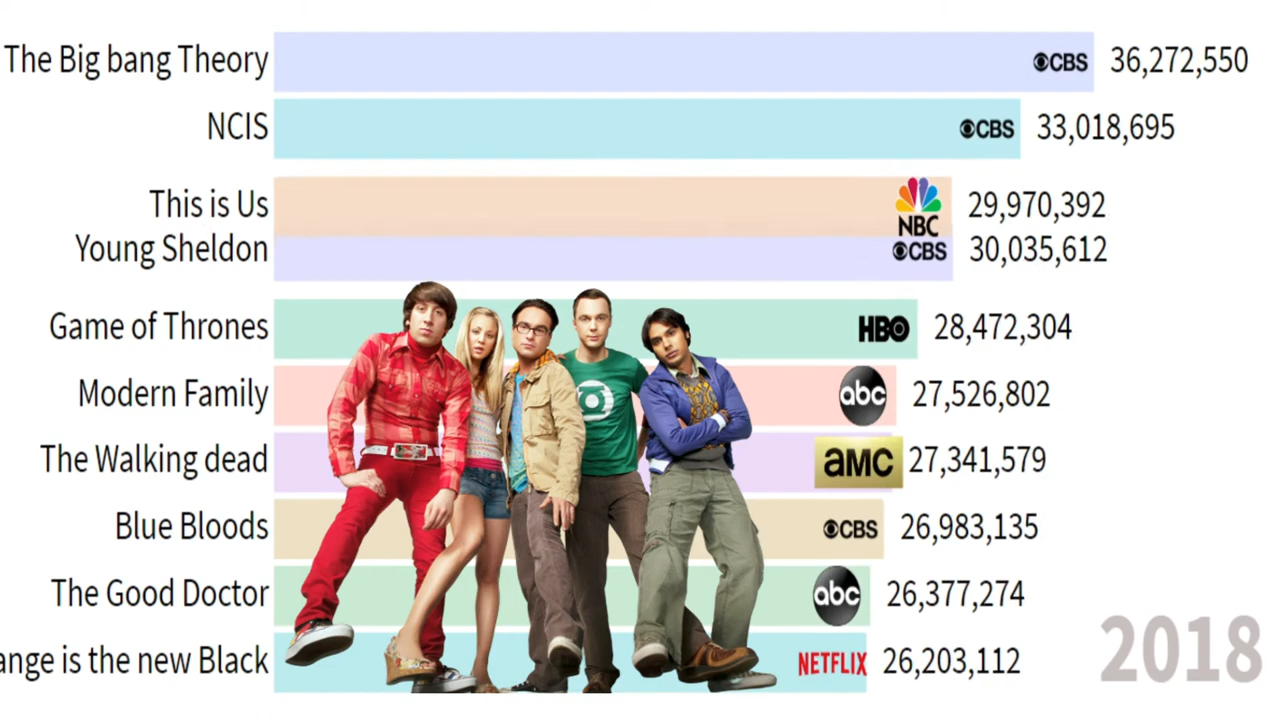 The Big bang Theory CBS 36,272,550
NCIS CBS 33,018,695
This is Us NBC 29,970,392
Young Sheldon CBS 30,035,612
Game of Thrones HBO 28,472,304
Modern Family abc 27,526,802
The Walking dead aMC 27,341,579
Blue Bloods CBS 26,983,135
The Good Doctor abc 26,377,274
ange is the new Black NETFLIX 26,203,112
2018